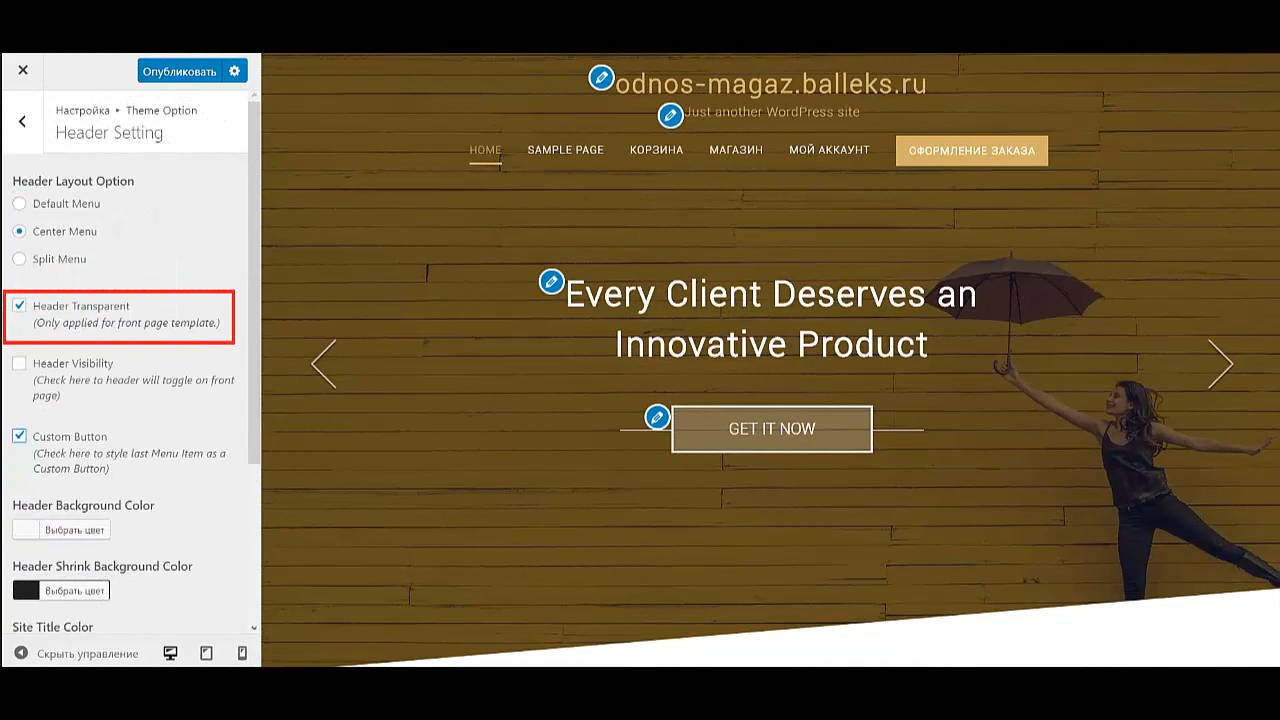 Опубликовать
Настройка ▸ Theme Option
Header Setting
Header Layout Option
Default Menu
Center Menu
Split Menu
Header Transparent
(Only applied for front page template.)
Header Visibility
(Check here to header will toggle on front
page)
Custom Button
(Check here to style last Menu Item as a
Custom Button)
Header Background Color
Выбрать цвет
Header Shrink Background Color
Выбрать цвет
Site Title Color
Скрыть управление
odnos-magaz.balleks.ru
Just another WordPress site
HOME SAMPLE PAGE КОРЗИНА МАГАЗИН МОЙ АККАУНТ ОФОРМЛЕНИЕ ЗАКАЗА
Every Client Deserves an
Innovative Product
GET IT NOW